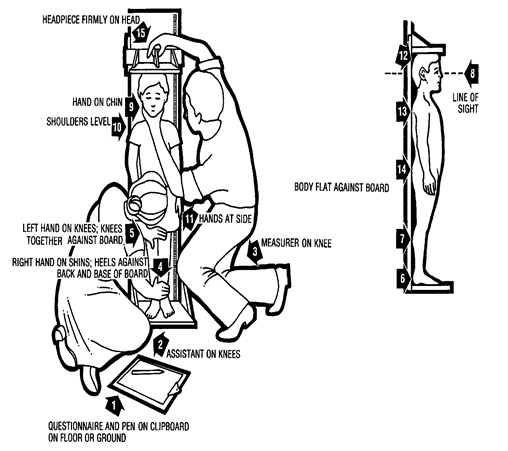 HEADPIECE FIRMLY ON HEAD
15
12
8
LINE OF
SIGHT
HAND ON CHIN
9
13
SHOULDERS LEVEL
10
14
BODY FLAT AGAINST BOARD
11
HANDS AT SIDE
LEFT HAND ON KNEES; KNEES
TOGETHER AGAINST BOARD
5
7
3
MEASURER ON KNEE
RIGHT HAND ON SHINS; HEELS AGAINST
BACK AND BASE OF BOARD
4
6
2
ASSISTANT ON KNEES
1
QUESTIONNAIRE AND PEN ON CLIPBOARD
ON FLOOR OR GROUND